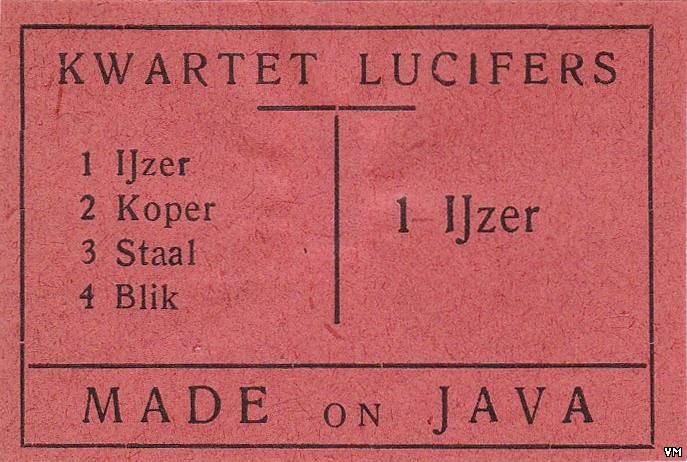 KWARTET LUCIFERS
1 IJzer
2 Koper
3 Staal
4 Blik
1 IJzer
MADE ON JAVA
VM